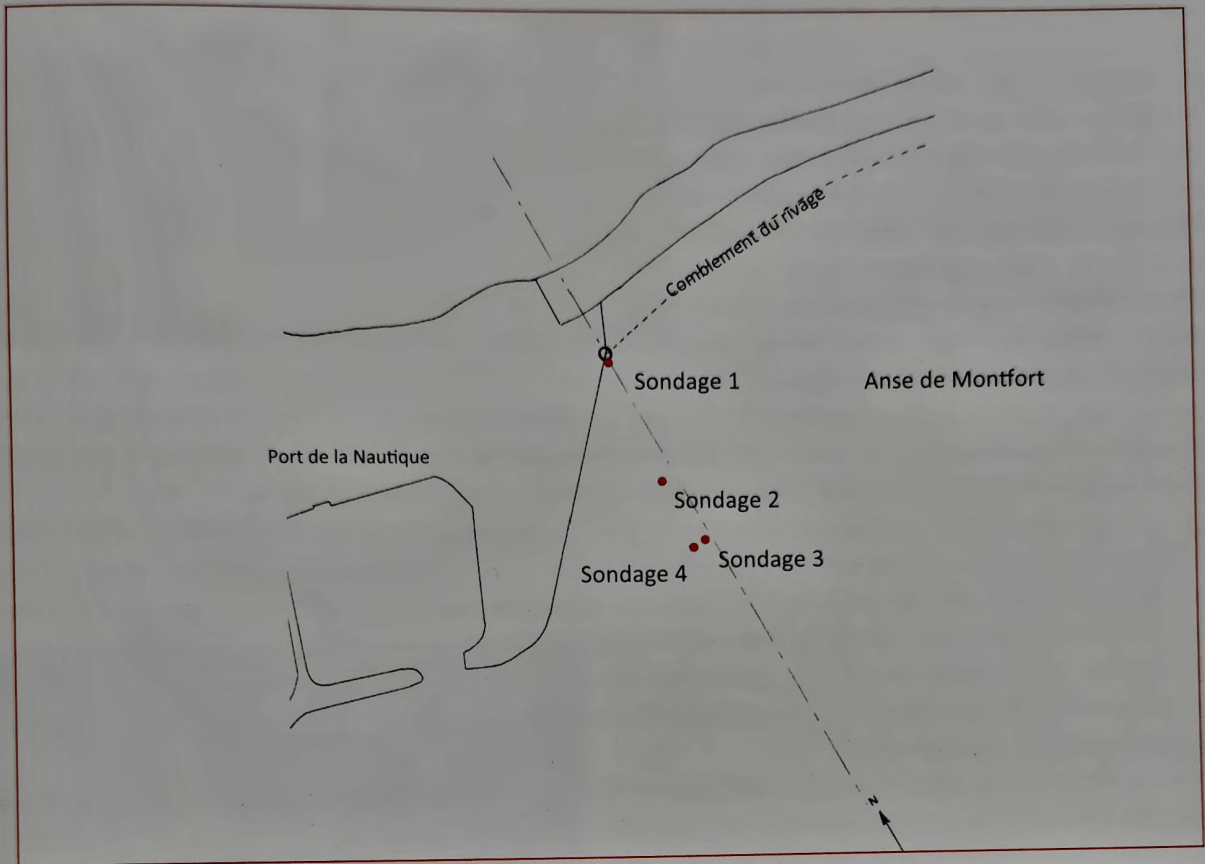 Comblement du rivage
Sondage 1
Anse de Montfort
Port de la Nautique
Sondage 2
Sondage 3
Sondage 4
N